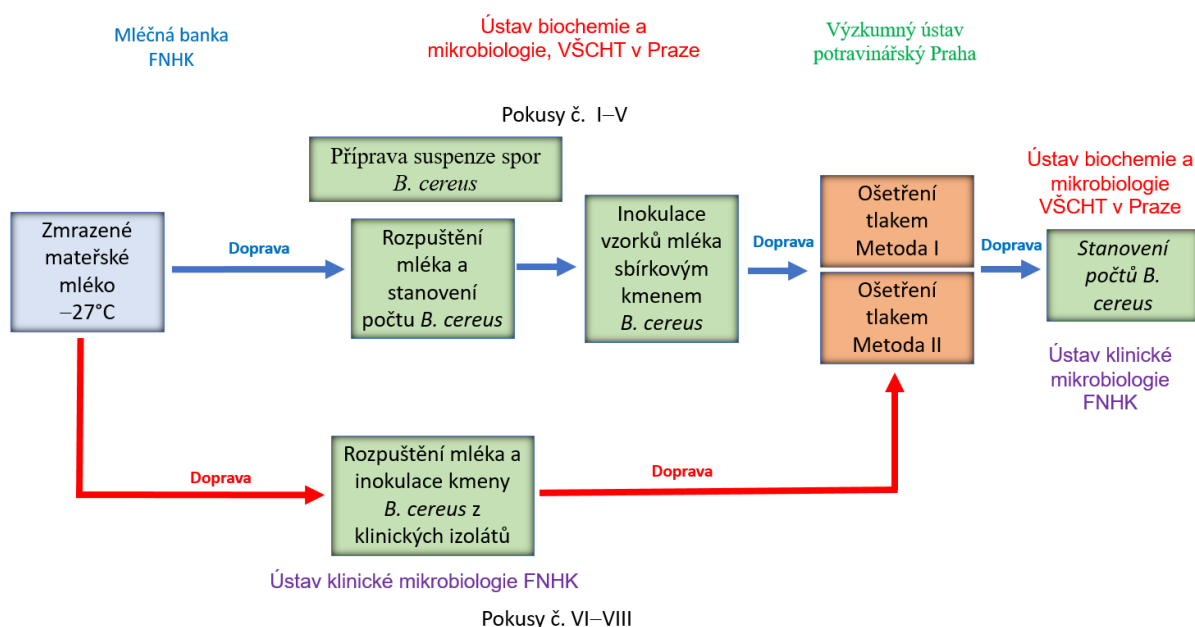 Mléčná banka
FNHK
Ústav biochemie a
mikrobiologie, VŠCHT v Praze
Výzkumný ústav
potravinářský Praha
Pokusy č. I–V
Příprava suspenze spor
B. cereus
Zmrazené
mateřské
mléko
–27°C
Doprava
Rozpuštění
mléka a
stanovení
počtu B. cereus
Inokulace
vzorků mléka
sbírkovým
kmenem
B. cereus
Doprava
Ošetření
tlakem
Metoda I
Ošetření
tlakem
Metoda II
Doprava
Ústav biochemie a
mikrobiologie
VŠCHT v Praze
Stanovení
počtů B.
cereus
Ústav klinické
mikrobiologie
FNHK
Doprava
Rozpuštění mléka a
inokulace kmeny
B. cereus z
klinických izolátů
Doprava
Ústav klinické mikrobiologie FNHK
Pokusy č. VI–VIII